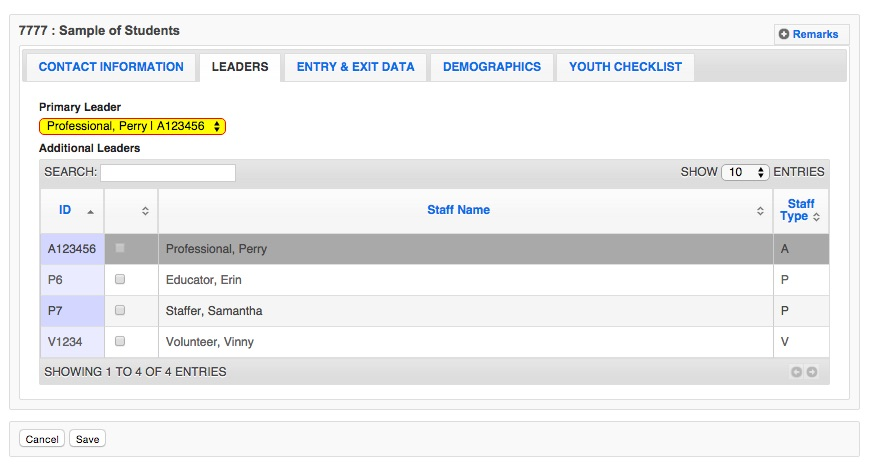 7777 : Sample of Students
Remarks
CONTACT INFORMATION LEADERS ENTRY & EXIT DATA DEMOGRAPHICS YOUTH CHECKLIST
Primary Leader
Professional, Perry | A123456
Additional Leaders
SEARCH: SHOW 10 ENTRIES
ID Staff Name Staff Type
A123456 Professional, Perry A
P6 Educator, Erin P
P7 Staffer, Samantha P
V1234 Volunteer, Vinny V
SHOWING 1 TO 4 OF 4 ENTRIES
Cancel Save